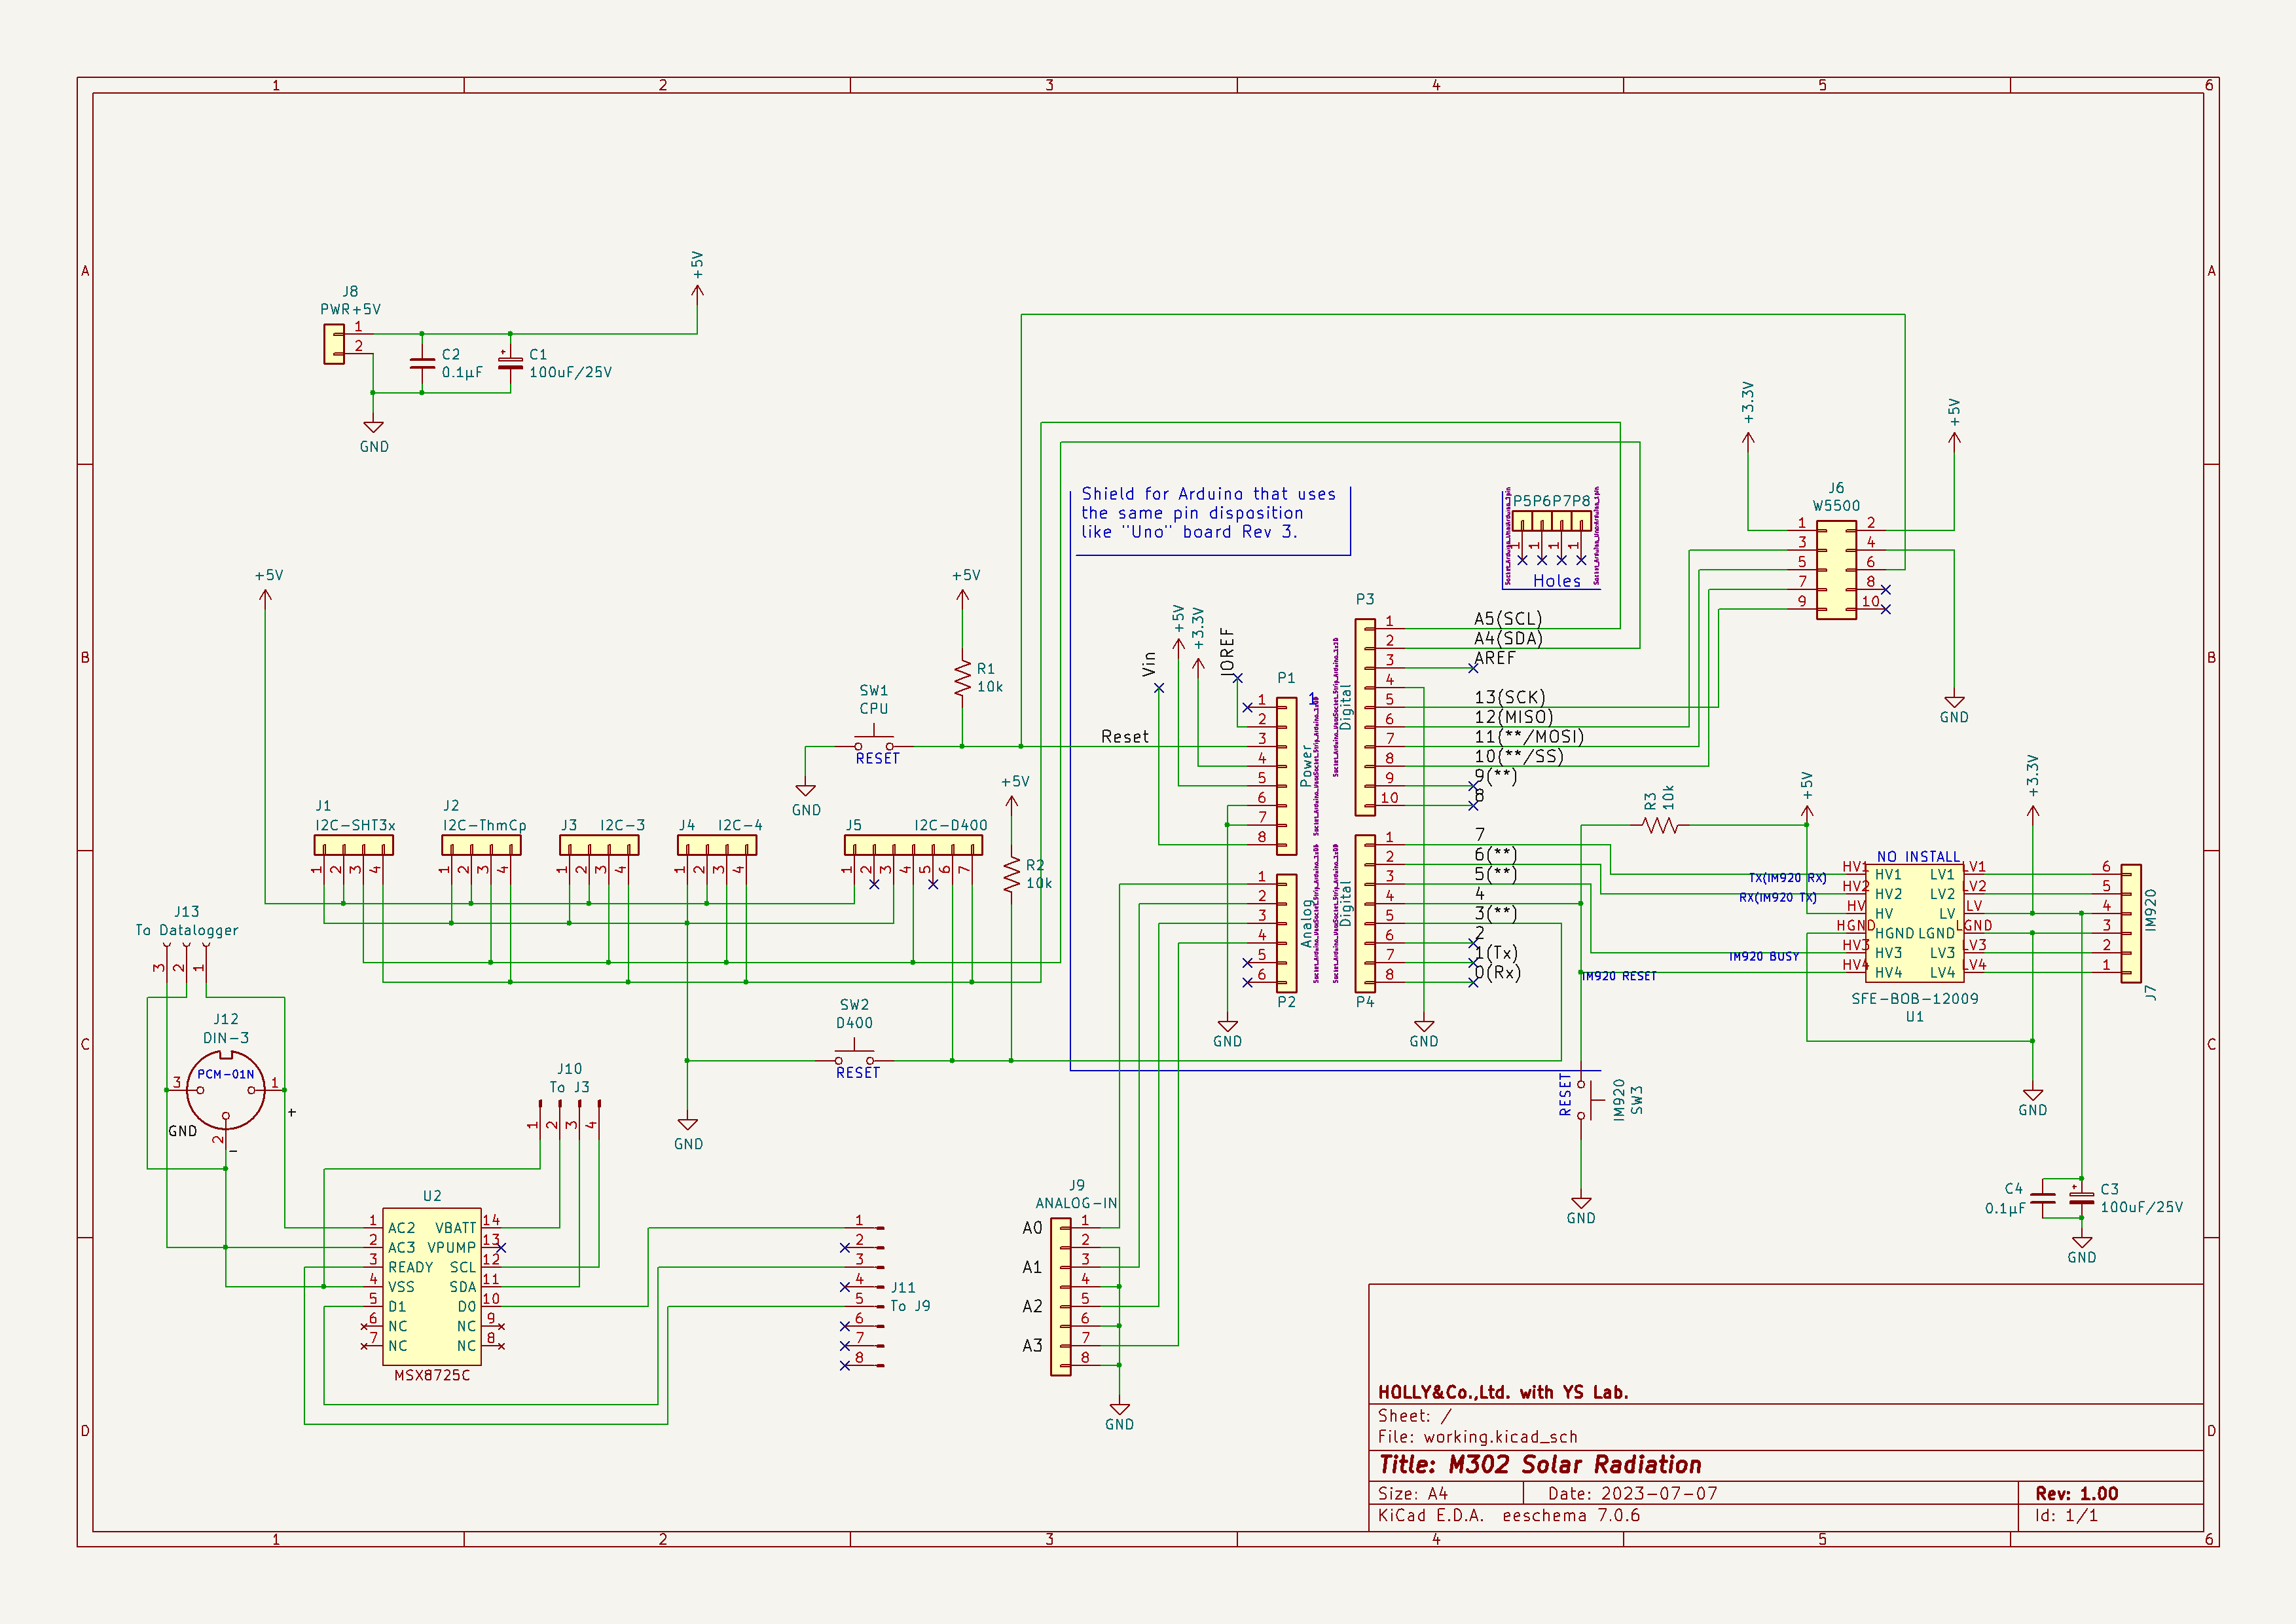 1 2 3 4 5 6
A A
B B
C C
D D
1 2 3 4 5 6
J8
PWR+5V
1
2
C2
0.1µF
C1
100uF/25V
+5V
GND
Shield for Arduino that uses
the same pin disposition
like "Uno" board Rev 3.
P5P6P7P8
1 1 1 1
Holes
+3.3V
+5V
J6
W5500
1 2
3 4
5 6
7 8
9 10
GND
+5V
+5V
R1
10k
SW1
CPU
RESET
GND
Reset
Vin
+5V
+3.3V
IOREF
P1
1
2
3
4
5
6
7
8
Power
1
P3
Digital
1
2
3
4
5
6
7
8
9
10
A5(SCL)
A4(SDA)
AREF
13(SCK)
12(MISO)
11(**/MOSI)
10(**/SS)
9(**)
8
P2
Analog
1
2
3
4
5
6
P4
Digital
1
2
3
4
5
6
7
8
7
6(**)
5(**)
4
3(**)
2
1(Tx)
0(Rx)
GND
GND
J1
I2C-SHT3x
1 2 3 4
J2
I2C-ThmCp
1 2 3 4
J3 I2C-3
1 2 3 4
J4 I2C-4
1 2 3 4
J5 I2C-D400
1 2 3 4 5 6 7
+5V
R2
10k
SW2
D400
RESET
GND
R3
10k
+5V
+3.3V
NO INSTALL
Tx(IM920 RX)
Rx(IM920 TX)
IM920 BUSY
IM920 RESET
HV1 HV1 LV1 LV1
HV2 HV2 LV2 LV2
HV HV LV LV
HGND HGND LGND LGND
HV3 HV3 LV3 LV3
HV4 HV4 LV4 LV4
SFE-BOB-12009
U1
6
5
4
3
2
1
IM920
J7
GND
RESET
IM920
SW3
GND
C4
0.1µF
C3
100uF/25V
GND
J13
To Datalogger
3 2 1
J12
DIN-3
PCM-01N
3 1
2
+
GND
−
J10
To J3
1 2 3 4
U2
1 AC2 VBATT 14
2 AC3 VPUMP 13
3 READY SCL 12
4 VSS SDA 11
5 D1 D0 10
6 NC NC 9
7 NC NC 8
MSX8725C
1
2
3
4
5
6
7
8
J11
To J9
J9
ANALOG-IN
A0
A1
A2
A3
1
2
3
4
5
6
7
8
GND
HOLLY&Co.,Ltd. with YS Lab.
Sheet: /
File: working.kicad_sch
Title: M302 Solar Radiation
Size: A4 Date: 2023-07-07 Rev: 1.00
KiCad E.D.A. eeschema 7.0.6 Id: 1/1